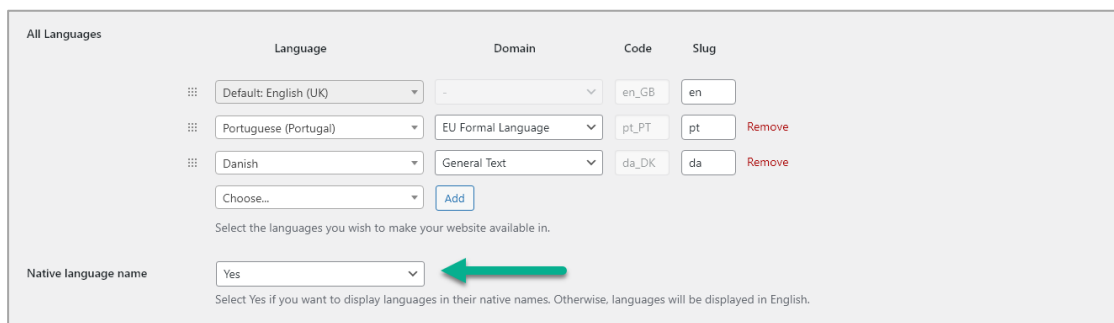 All Languages
Language Domain Code Slug
Default: English (UK) - en_GB en
Portuguese (Portugal) EU Formal Language pt_PT pt Remove
Danish General Text da_DK da Remove
Choose... Add
Select the languages you wish to make your website available in.
Native language name Yes
Select Yes if you want to display languages in their native names. Otherwise, languages will be displayed in English.